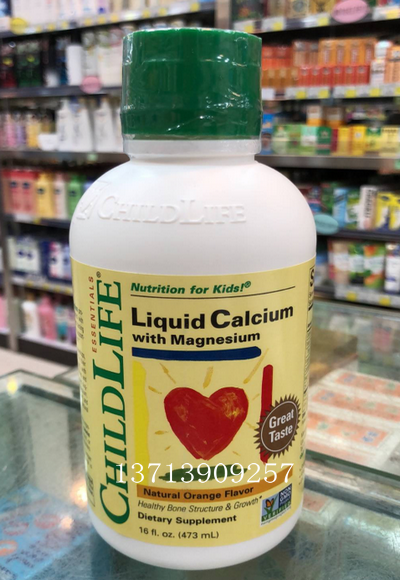 CHILDLIFE
ESSENTIALS
CHILDLIFE®
Nutrition for Kids!®
Liquid Calcium
with Magnesium
Great
Taste
13713909257
Natural Orange Flavor
Healthy Bone Structure & Growth*
Dietary Supplement
16 fl. oz. (473 mL)